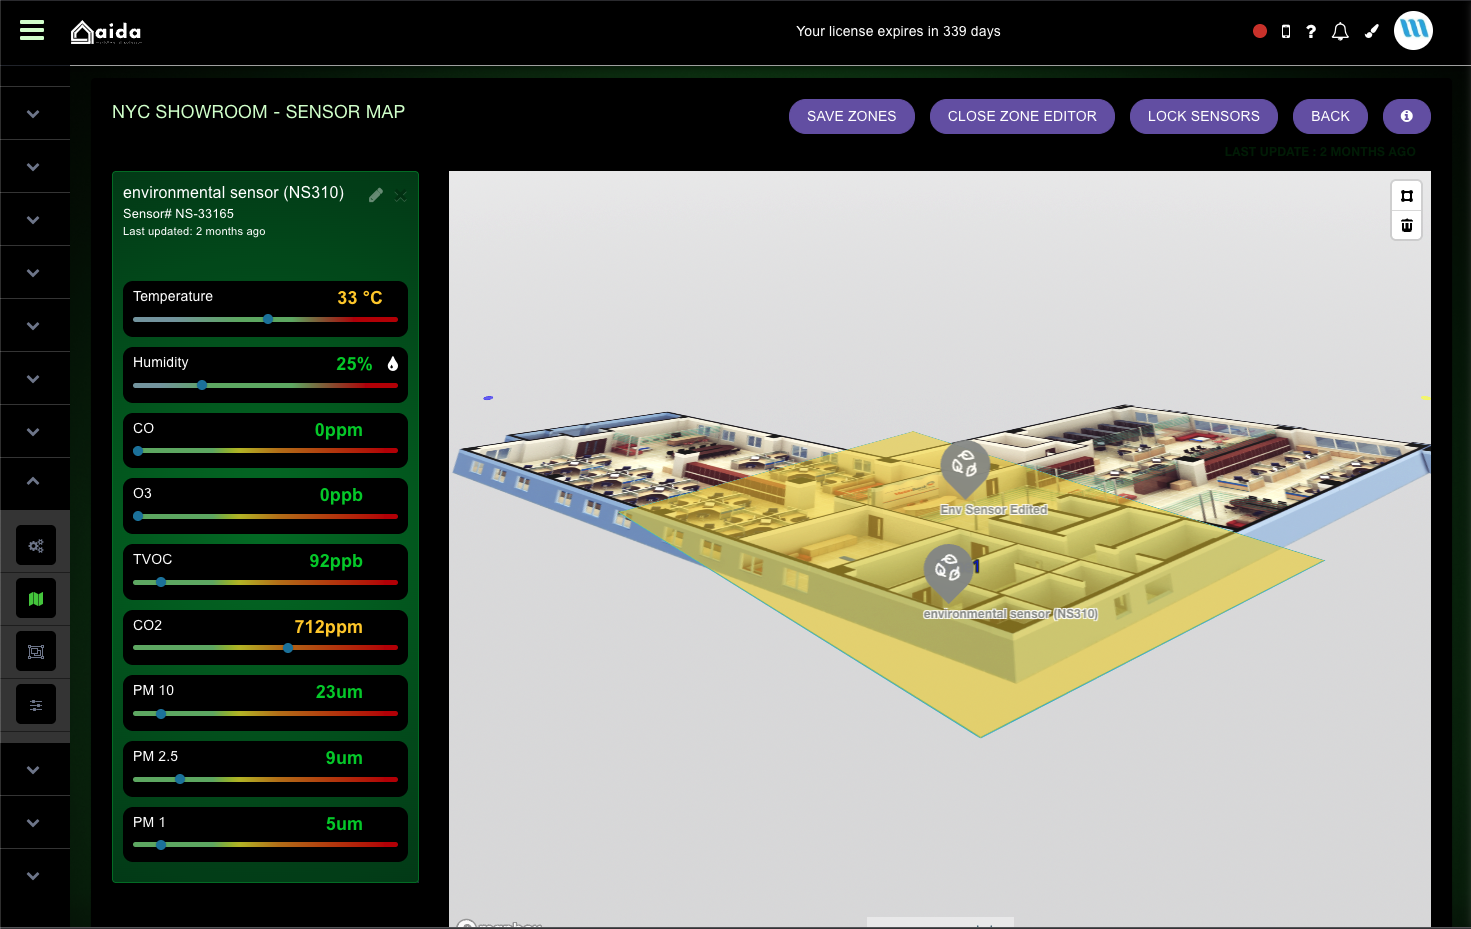 aida
Your license expires in 339 days
?
NYC SHOWROOM - SENSOR MAP
SAVE ZONES
CLOSE ZONE EDITOR
LOCK SENSORS
BACK
LAST UPDATE : 2 MONTHS AGO
environmental sensor (NS310)
Sensor# NS-33165
Last updated: 2 months ago
Temperature
33 °C
Humidity
25%
CO
0ppm
O3
0ppb
TVOC
92ppb
CO2
712ppm
PM 10
23um
PM 2.5
9um
PM 1
5um
Env Sensor Edited
1
environmental sensor (NS310)